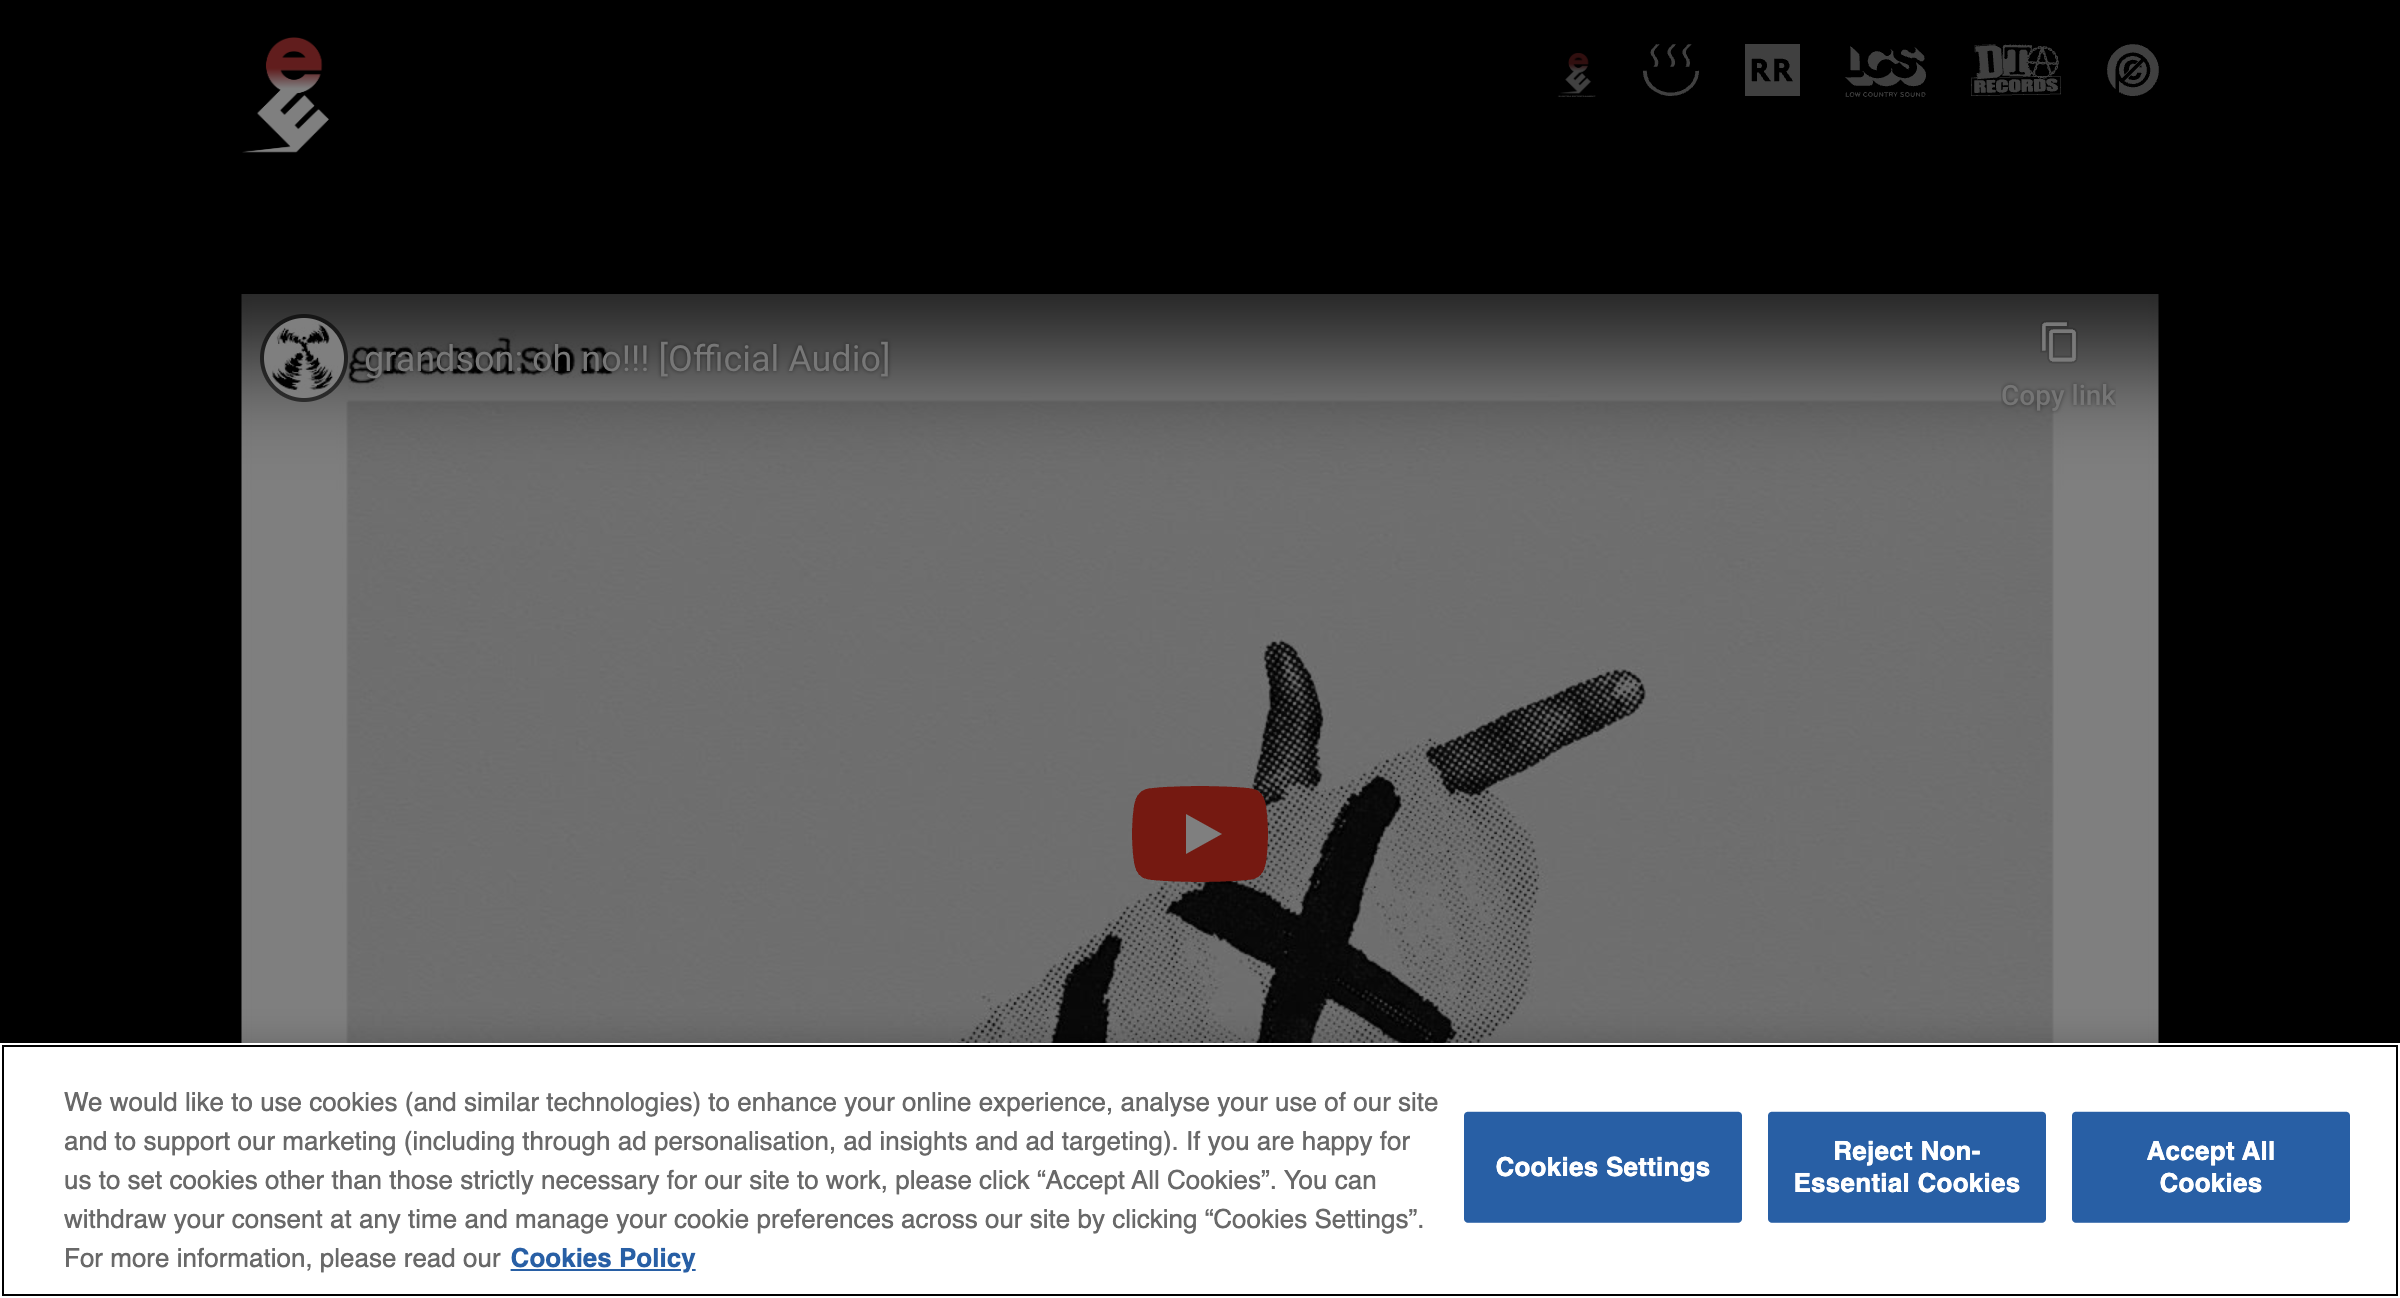 e
E
RR
LCS
LOW COUNTRY SOUND
DTA
RECORDS
grandson
grandson: oh no!!! [Official Audio]
Copy link
We would like to use cookies (and similar technologies) to enhance your online experience, analyse your use of our site
and to support our marketing (including through ad personalisation, ad insights and ad targeting). If you are happy for
us to set cookies other than those strictly necessary for our site to work, please click “Accept All Cookies”. You can
withdraw your consent at any time and manage your cookie preferences across our site by clicking “Cookies Settings”.
For more information, please read our Cookies Policy
Cookies Settings
Reject Non-
Essential Cookies
Accept All
Cookies